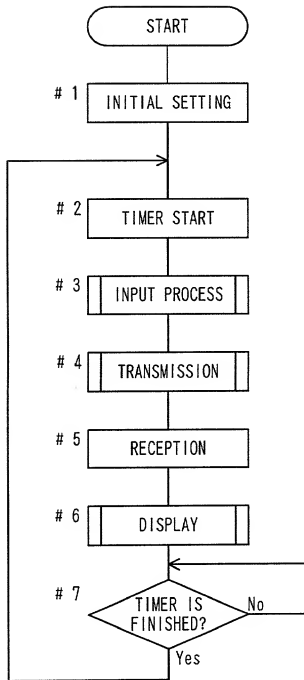 START
# 1
INITIAL SETTING
# 2
TIMER START
# 3
INPUT PROCESS
# 4
TRANSMISSION
# 5
RECEPTION
# 6
DISPLAY
# 7
TIMER IS
FINISHED?
No
Yes